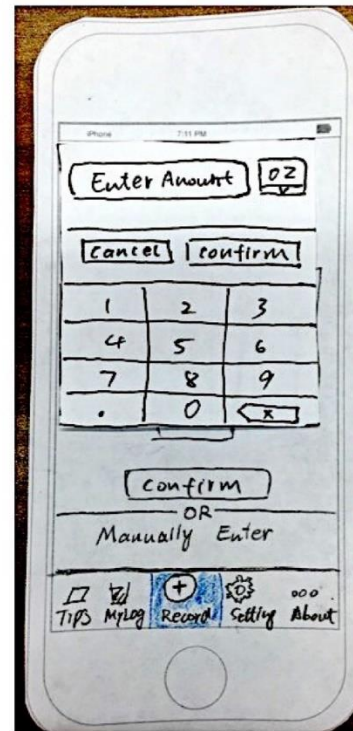 iPhone 7:11 PM
Enter Anount OZ
Cancel Confirm
1 2 3
4 5 6
7 8 9
. 0 X
Confirm
OR
Manually Enter
Tips MyLog Record Setting About